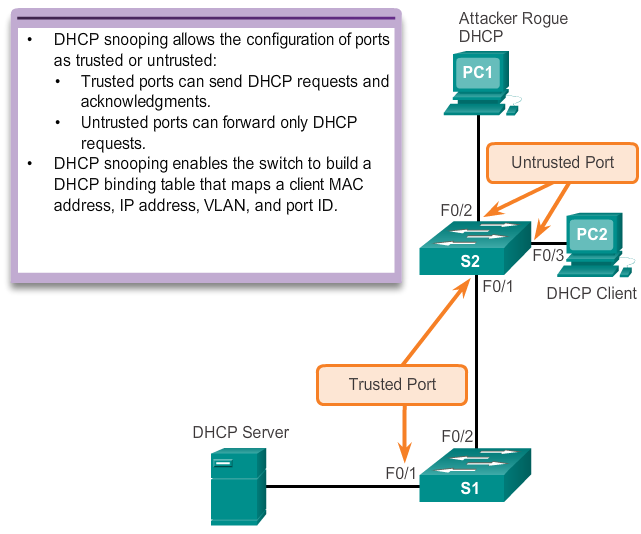 • DHCP snooping allows the configuration of ports
as trusted or untrusted:
• Trusted ports can send DHCP requests and
acknowledgments.
• Untrusted ports can forward only DHCP
requests.
• DHCP snooping enables the switch to build a
DHCP binding table that maps a client MAC
address, IP address, VLAN, and port ID.
Attacker Rogue
DHCP
PC1
Untrusted Port
F0/2
PC2
S2
F0/3
F0/1
DHCP Client
Trusted Port
DHCP Server
F0/2
F0/1
S1